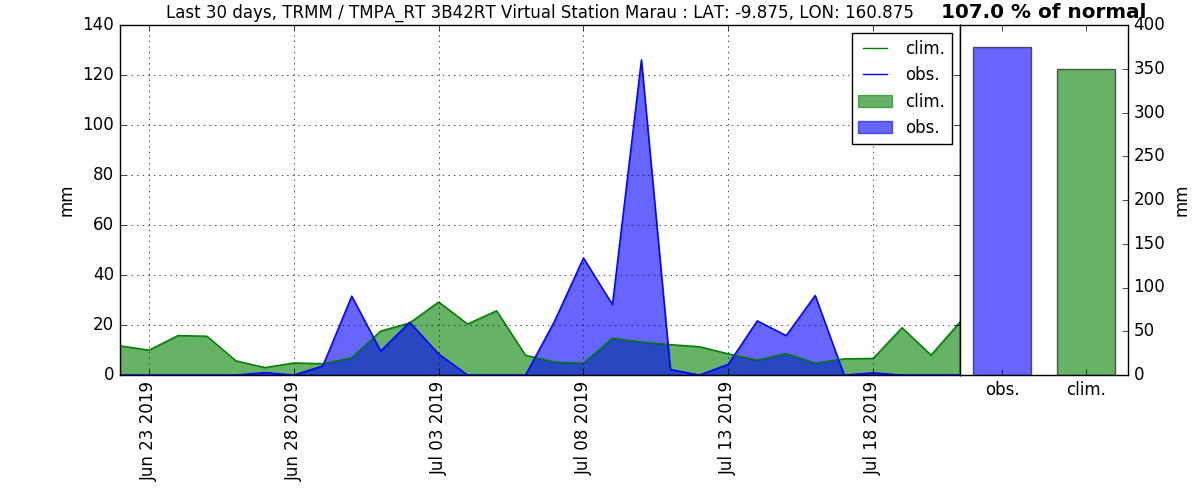 Last 30 days, TRMM / TMPA_RT 3B42RT Virtual Station Marau : LAT: -9.875, LON: 160.875
107.0 % of normal
140
120
100
80
60
40
20
0
mm
clim.
obs.
clim.
obs.
Jun 23 2019
Jun 28 2019
Jul 03 2019
Jul 08 2019
Jul 13 2019
Jul 18 2019
400
350
300
250
200
150
100
50
0
mm
obs.
clim.